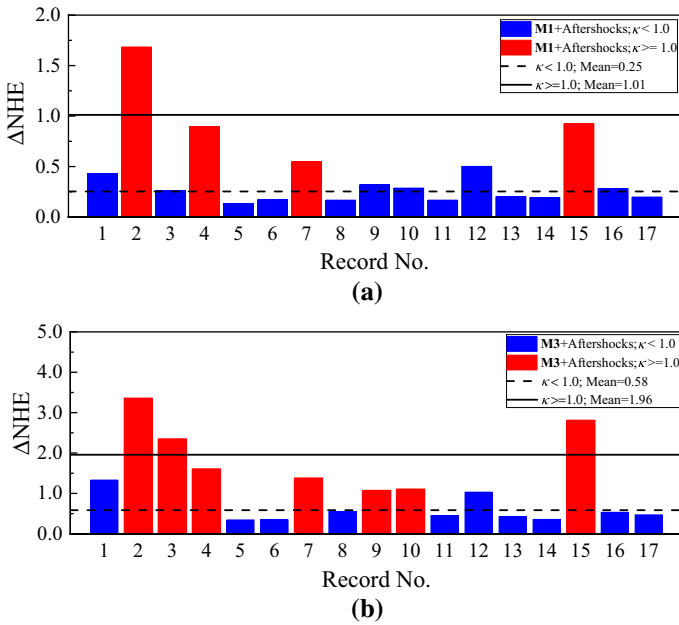 M1+Aftershocks;κ< 1.0
M1+Aftershocks;κ>= 1.0
κ< 1.0; Mean=0.25
κ>=1.0; Mean=1.01
2.0
1.5
1.0
0.5
0.0
ΔNHE
1 2 3 4 5 6 7 8 9 10 11 12 13 14 15 16 17
Record No.
(a)
M3+Aftershocks;κ< 1.0
M3+Aftershocks;κ>=1.0
κ< 1.0; Mean=0.58
κ>=1.0; Mean=1.96
5.0
4.0
3.0
2.0
1.0
0.0
ΔNHE
1 2 3 4 5 6 7 8 9 10 11 12 13 14 15 16 17
Record No.
(b)